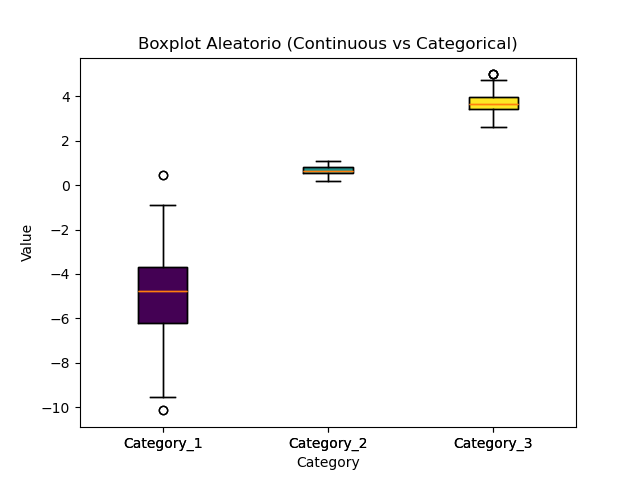 Boxplot Aleatorio (Continuous vs Categorical)
Value
4
2
0
−2
−4
−6
−8
−10
Category_1 Category_2 Category_3
Category